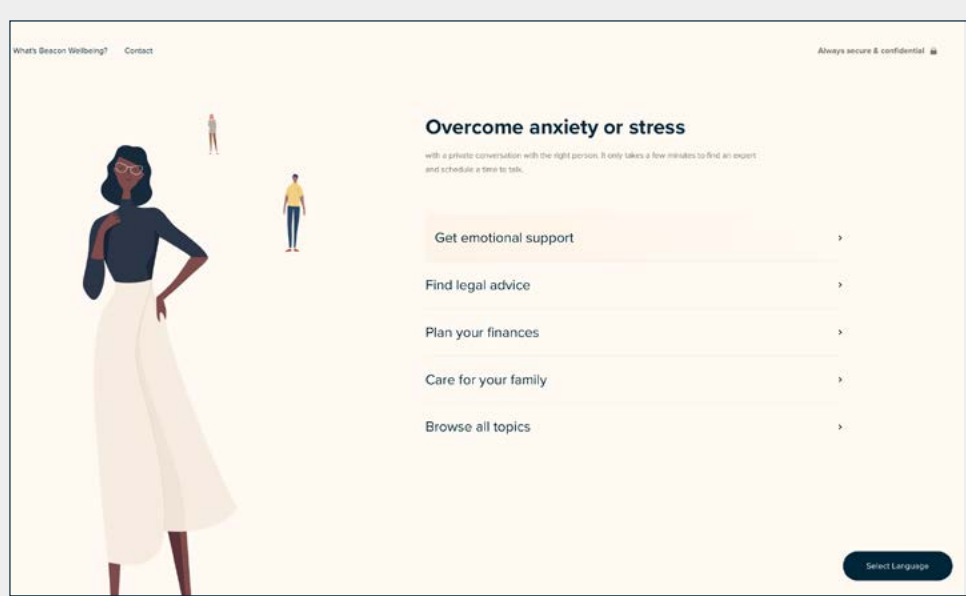 What's Beacon Wellbeing? Contact
Always secure & confidential
Overcome anxiety or stress
with a private conversation with the right person. It only takes a few minutes to find an expert
and schedule a time to talk.
Get emotional support
Find legal advice
Plan your finances
Care for your family
Browse all topics
Select Language